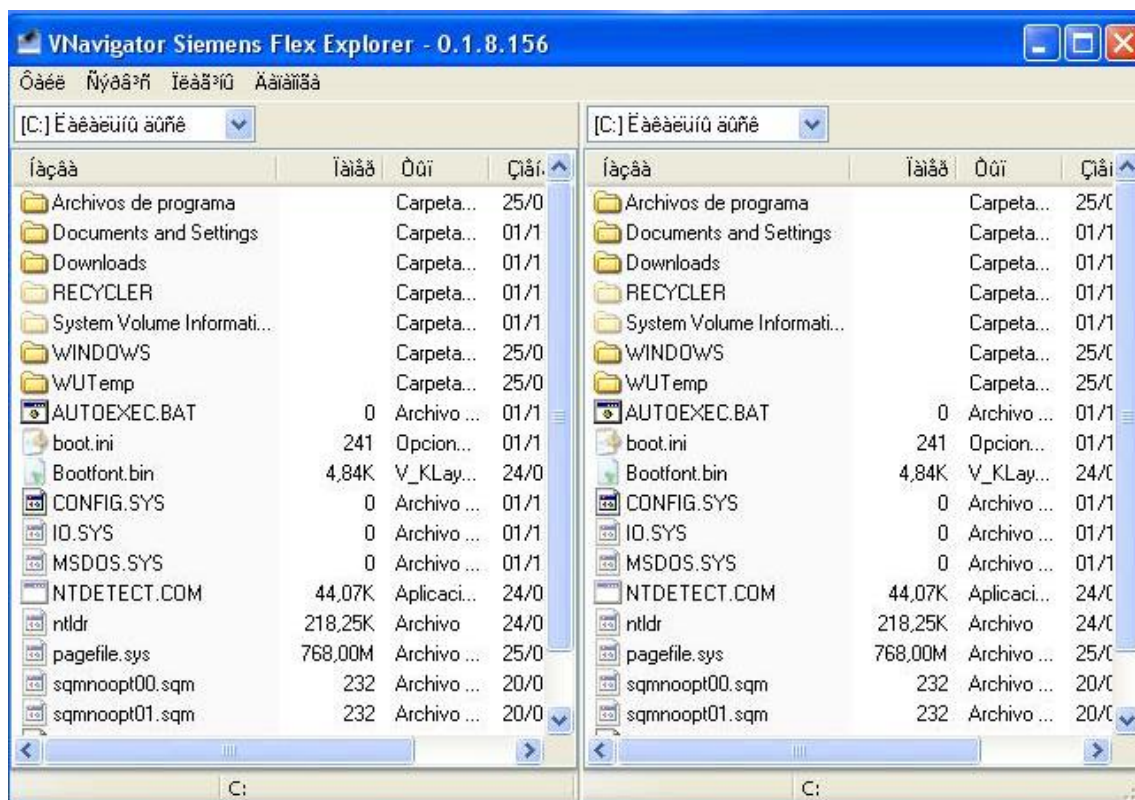 VNavigator Siemens Flex Explorer - 0.1.8.156
Ôàéë Ñýðâ³ñ Ïëàã³íû Äàïàìîãà
[C:] Ëàêàëüíû äûñê
Íàçâà Ïàìåð Òûï Çìåí.
Archivos de programa Carpeta... 25/0
Documents and Settings Carpeta... 01/1
Downloads Carpeta... 01/1
RECYCLER Carpeta... 01/1
System Volume Informati... Carpeta... 01/1
WINDOWS Carpeta... 25/0
WUTemp Carpeta... 25/0
AUTOEXEC.BAT 0 Archivo ... 01/1
boot.ini 241 Opcion... 01/1
Bootfont.bin 4,84K V_KLay... 24/0
CONFIG.SYS 0 Archivo ... 01/1
IO.SYS 0 Archivo ... 01/1
MSDOS.SYS 0 Archivo ... 01/1
NTDETECT.COM 44,07K Aplicaci... 24/0
ntldr 218,25K Archivo 24/0
pagefile.sys 768,00M Archivo ... 25/0
sqmnoopt00.sqm 232 Archivo ... 20/0
sqmnoopt01.sqm 232 Archivo ... 20/0
C:
[C:] Ëàêàëüíû äûñê
Íàçâà Ïàìåð Òûï Çìåí
Archivos de programa Carpeta... 25/0
Documents and Settings Carpeta... 01/1
Downloads Carpeta... 01/1
RECYCLER Carpeta... 01/1
System Volume Informati... Carpeta... 01/1
WINDOWS Carpeta... 25/0
WUTemp Carpeta... 25/0
AUTOEXEC.BAT 0 Archivo ... 01/1
boot.ini 241 Opcion... 01/1
Bootfont.bin 4,84K V_KLay... 24/0
CONFIG.SYS 0 Archivo ... 01/1
IO.SYS 0 Archivo ... 01/1
MSDOS.SYS 0 Archivo ... 01/1
NTDETECT.COM 44,07K Aplicaci... 24/0
ntldr 218,25K Archivo 24/0
pagefile.sys 768,00M Archivo ... 25/0
sqmnoopt00.sqm 232 Archivo ... 20/0
sqmnoopt01.sqm 232 Archivo ... 20/0
C: